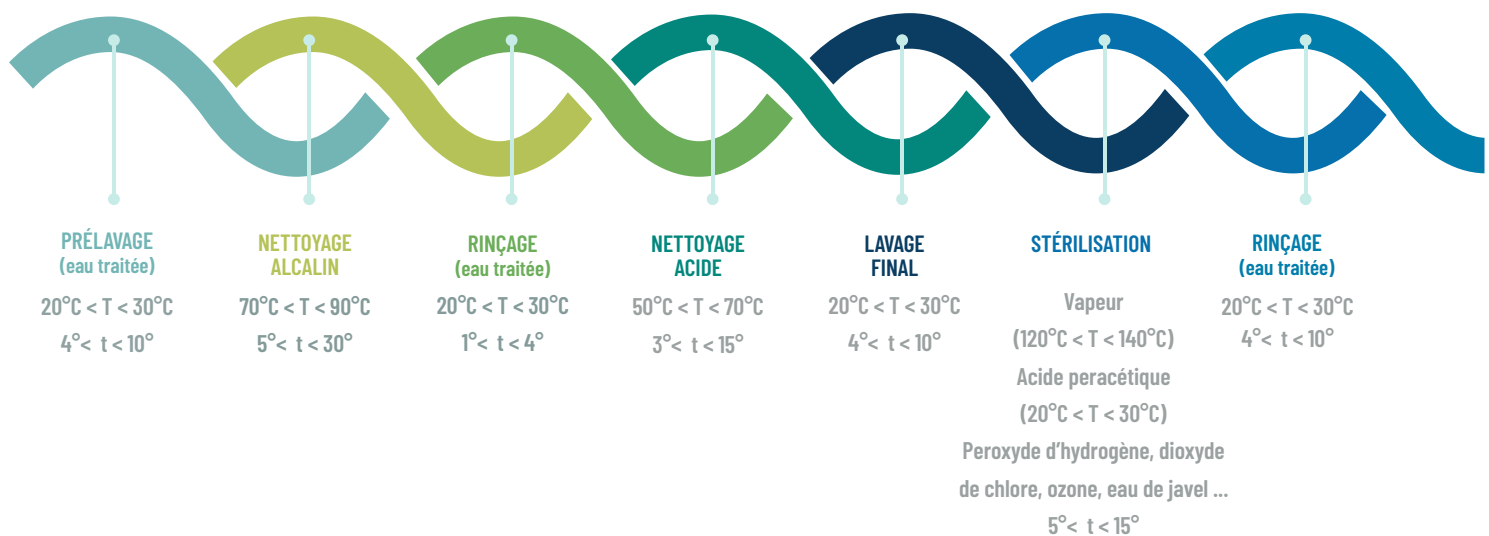 PRÉLAVAGE
(eau traitée)
20°C < T < 30°C
4°< t < 10°
NETTOYAGE
ALCALIN
70°C < T < 90°C
5°< t < 30°
RINÇAGE
(eau traitée)
20°C < T < 30°C
1°< t < 4°
NETTOYAGE
ACIDE
50°C < T < 70°C
3°< t < 15°
LAVAGE
FINAL
20°C < T < 30°C
4°< t < 10°
STÉRILISATION
Vapeur
(120°C < T < 140°C)
Acide peracétique
(20°C < T < 30°C)
Peroxyde d’hydrogène, dioxyde
de chlore, ozone, eau de javel ...
5°< t < 15°
RINÇAGE
(eau traitée)
20°C < T < 30°C
4°< t < 10°